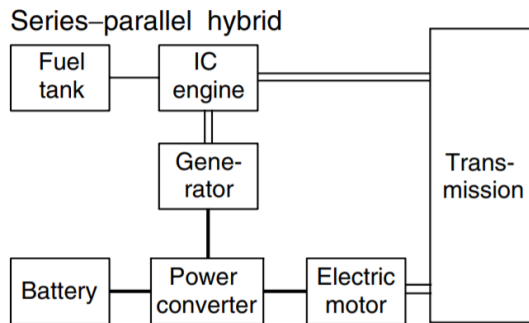 Series–parallel hybrid
Fuel
tank
IC
engine
Gene-
rator
Trans-
mission
Battery
Power
converter
Electric
motor